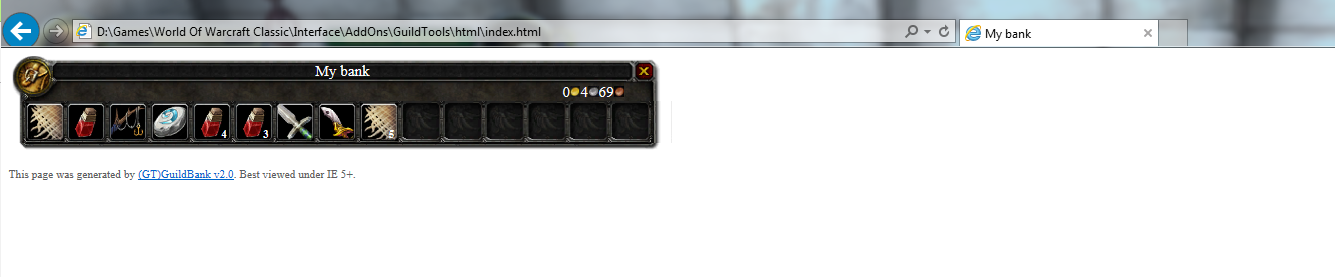 D:\Games\World Of Warcraft Classic\Interface\AddOns\GuildTools\html\index.html
My bank
My bank
0 4 69
4 3 5
This page was generated by (GT)GuildBank v2.0. Best viewed under IE 5+.